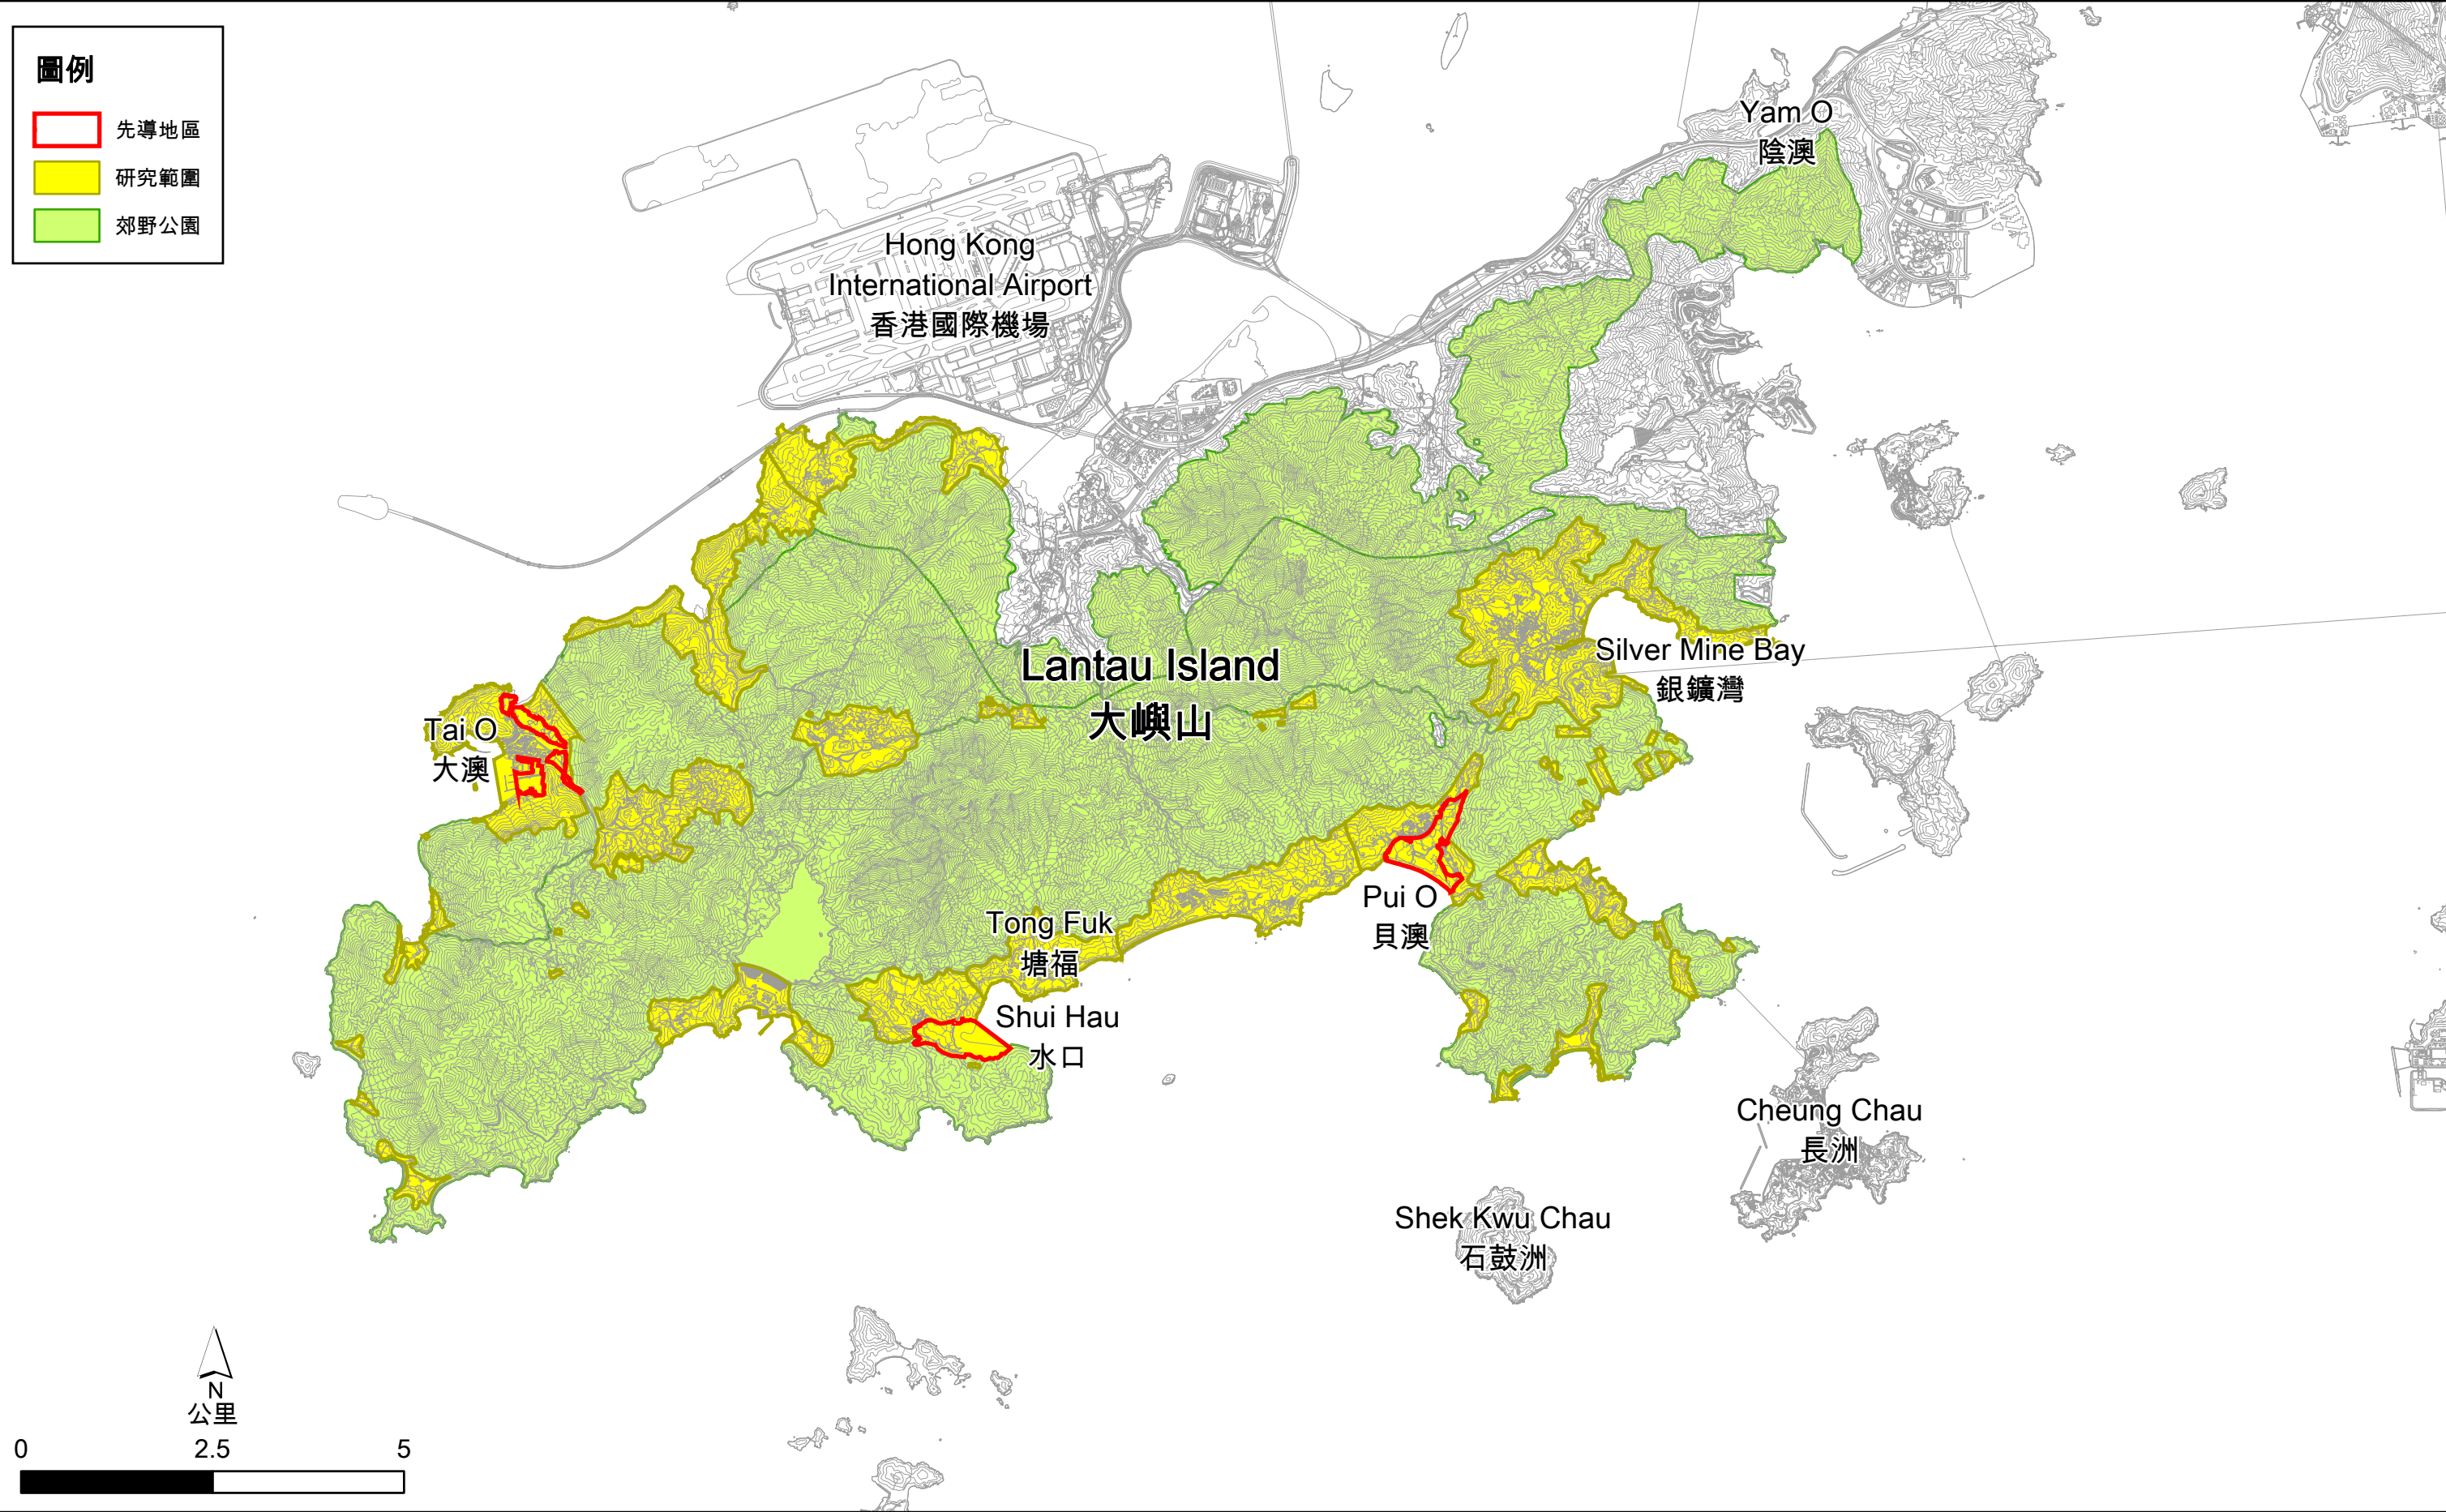 圖例
先導地區
研究範圍
郊野公園
Yam O
陰澳
Hong Kong
International Airport
香港國際機場
Silver Mine Bay
銀鑛灣
Lantau Island
大嶼山
Tai O
大澳
Pui O
貝澳
Tong Fuk
塘福
Shui Hau
水口
Cheung Chau
長洲
Shek Kwu Chau
石鼓洲
N
公里
0 2.5 5